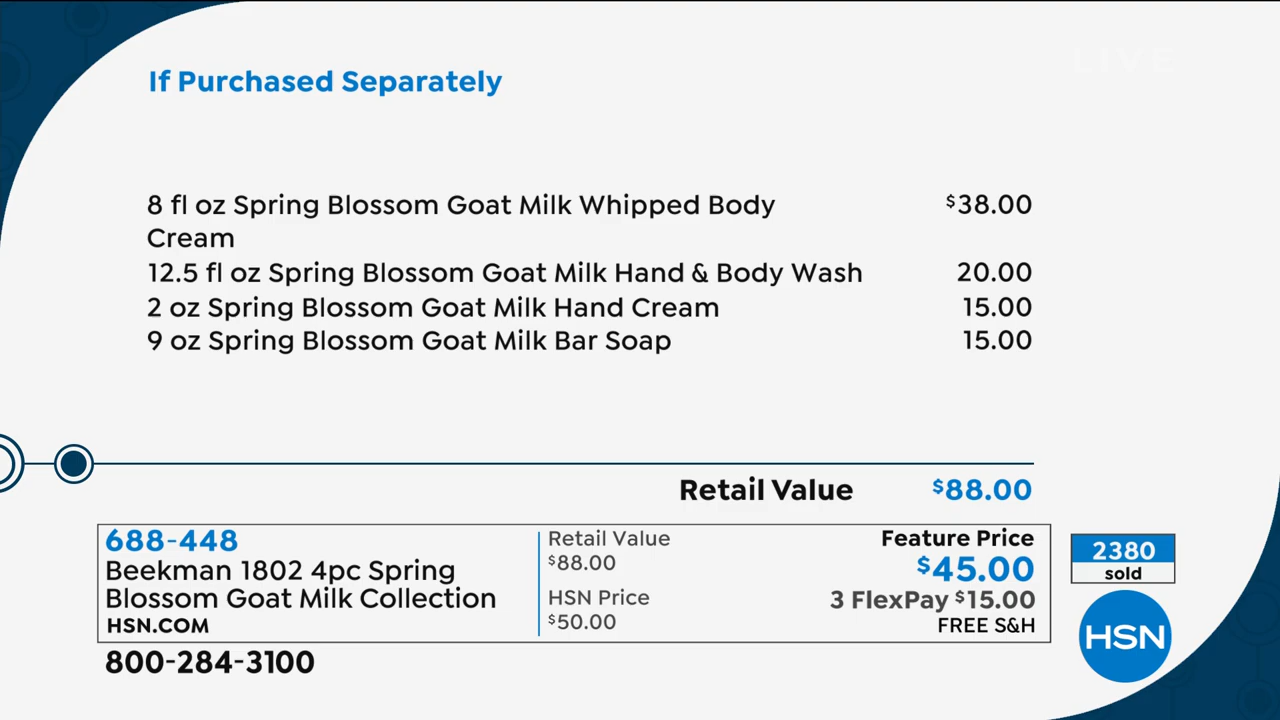 LIVE
If Purchased Separately
8 fl oz Spring Blossom Goat Milk Whipped Body $38.00
Cream
12.5 fl oz Spring Blossom Goat Milk Hand & Body Wash 20.00
2 oz Spring Blossom Goat Milk Hand Cream 15.00
9 oz Spring Blossom Goat Milk Bar Soap 15.00
Retail Value $88.00
688-448
Beekman 1802 4pc Spring
Blossom Goat Milk Collection
HSN.COM
Retail Value
$88.00
HSN Price
$50.00
Feature Price
$45.00
3 FlexPay $15.00
FREE S&H
2380
sold
HSN
800-284-3100